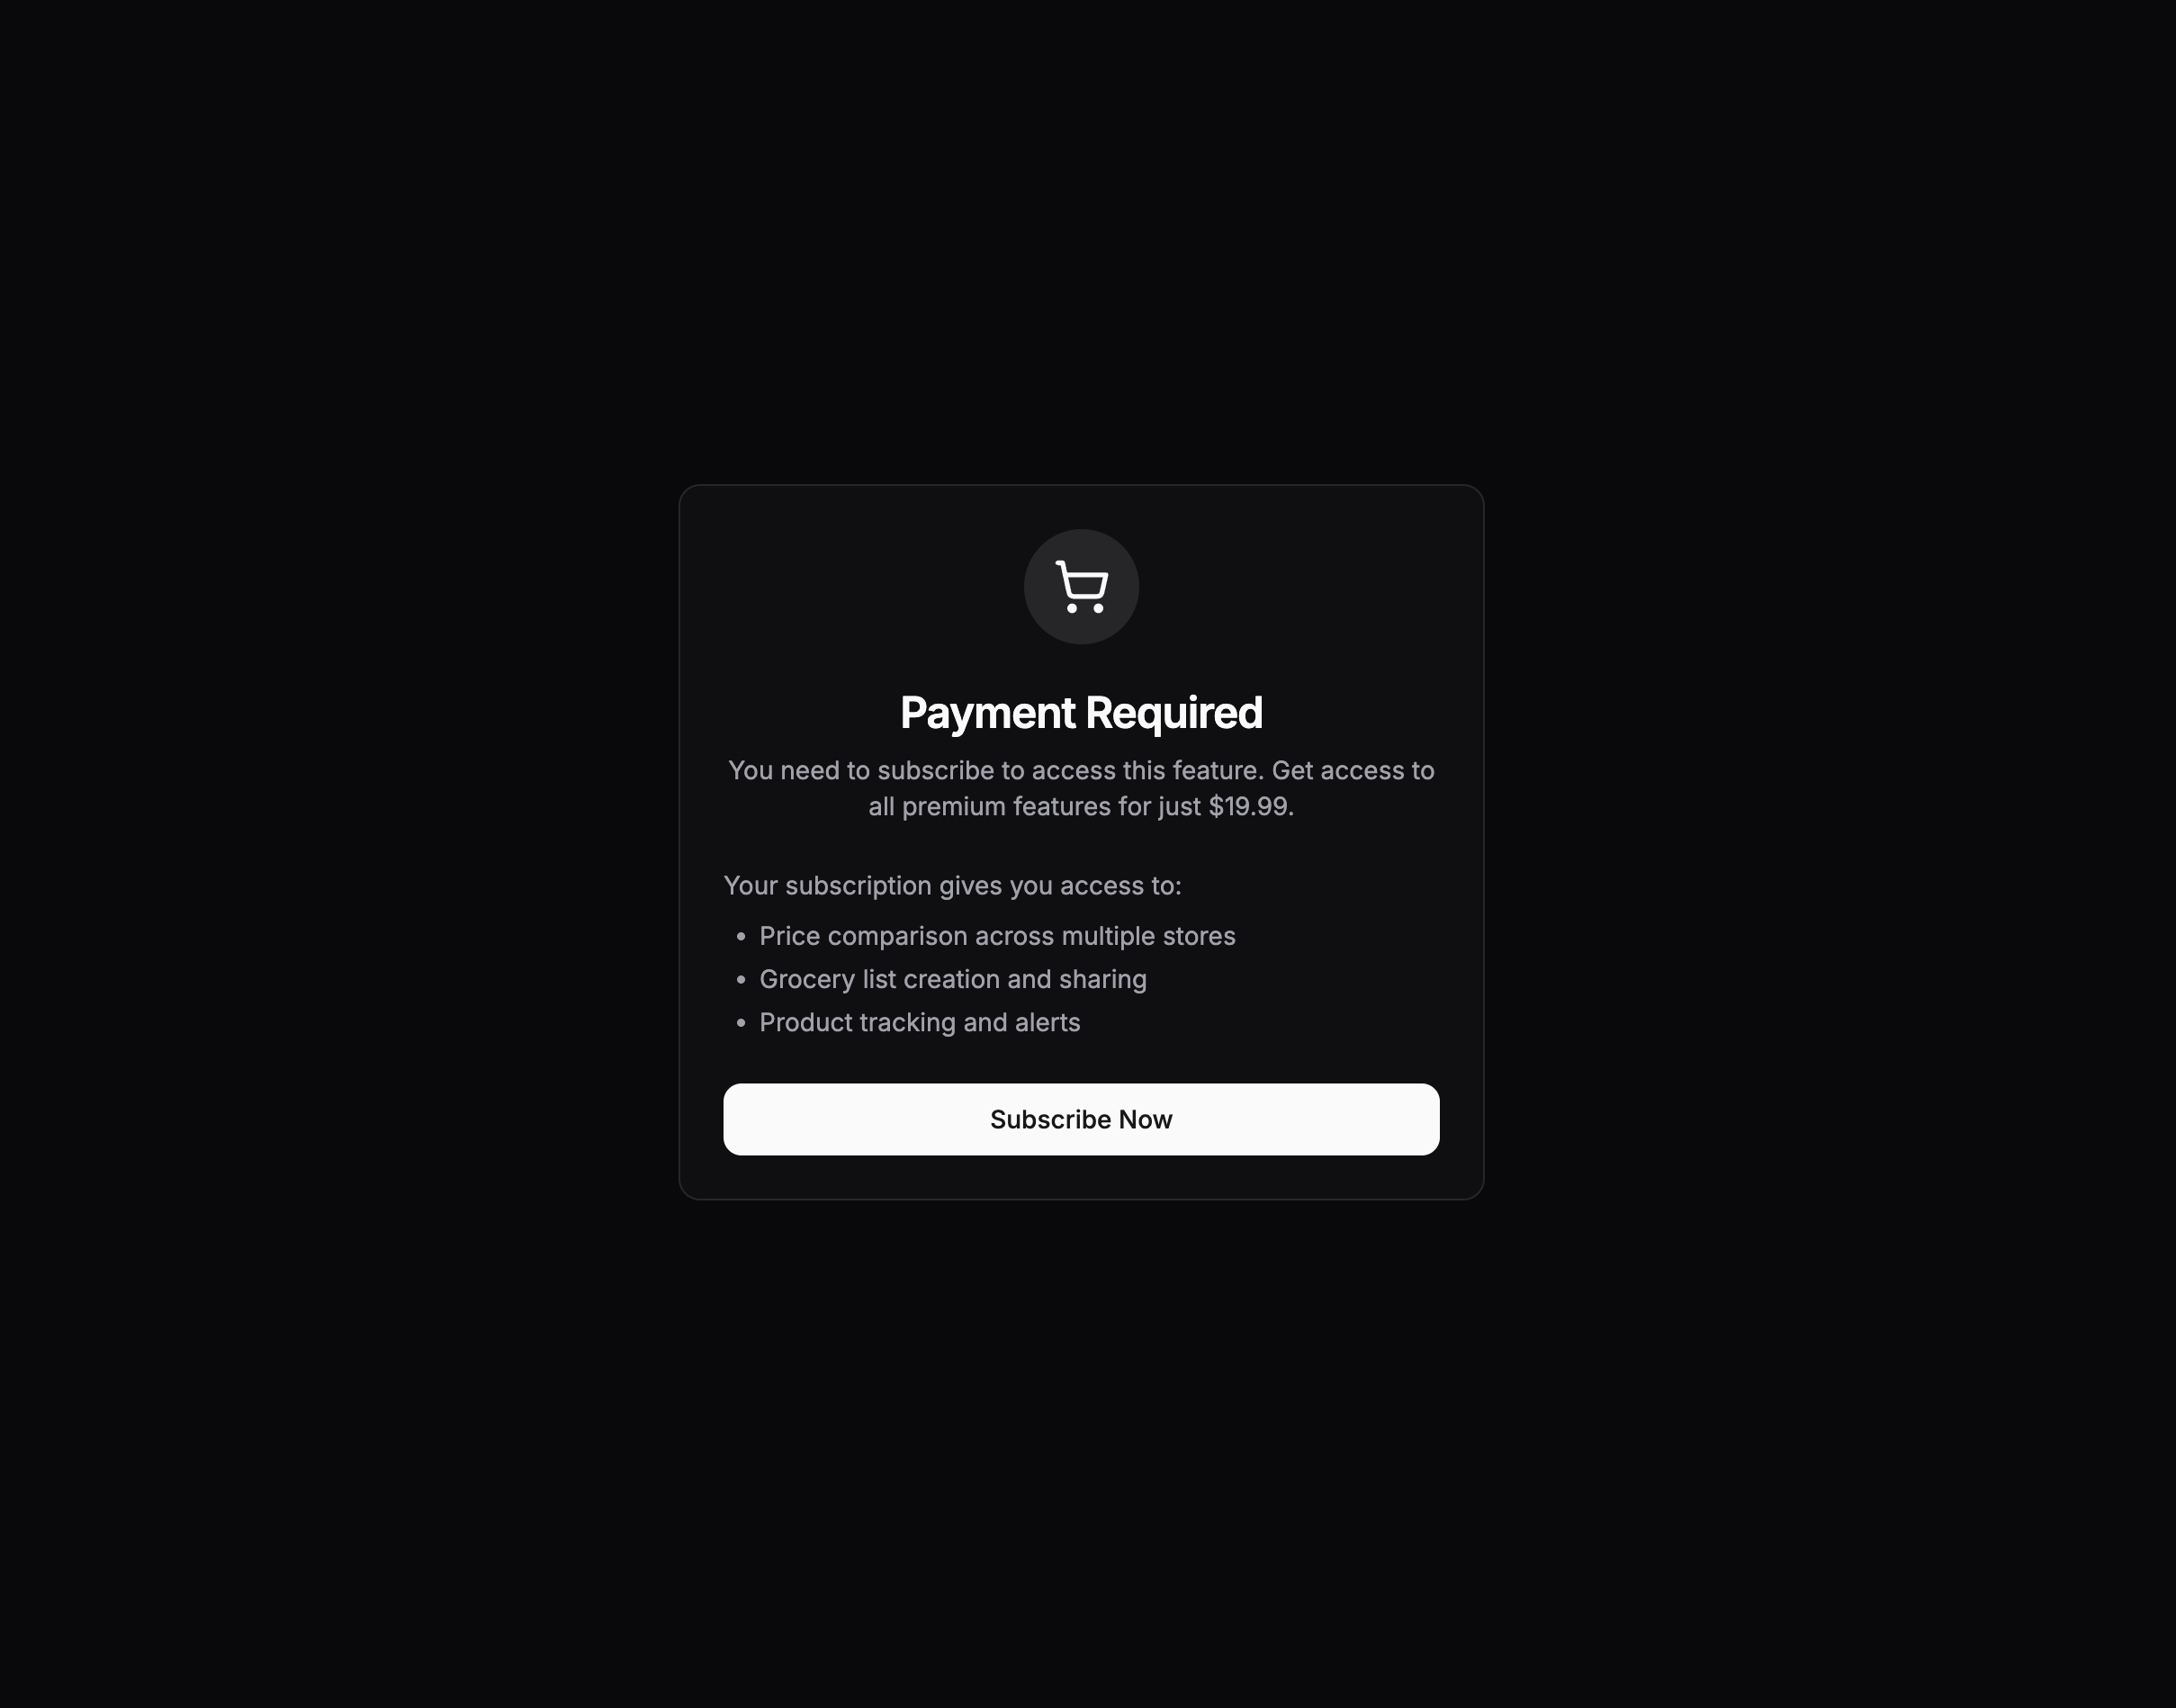 Payment Required
You need to subscribe to access this feature. Get access to
all premium features for just $19.99.
Your subscription gives you access to:
• Price comparison across multiple stores
• Grocery list creation and sharing
• Product tracking and alerts
Subscribe Now